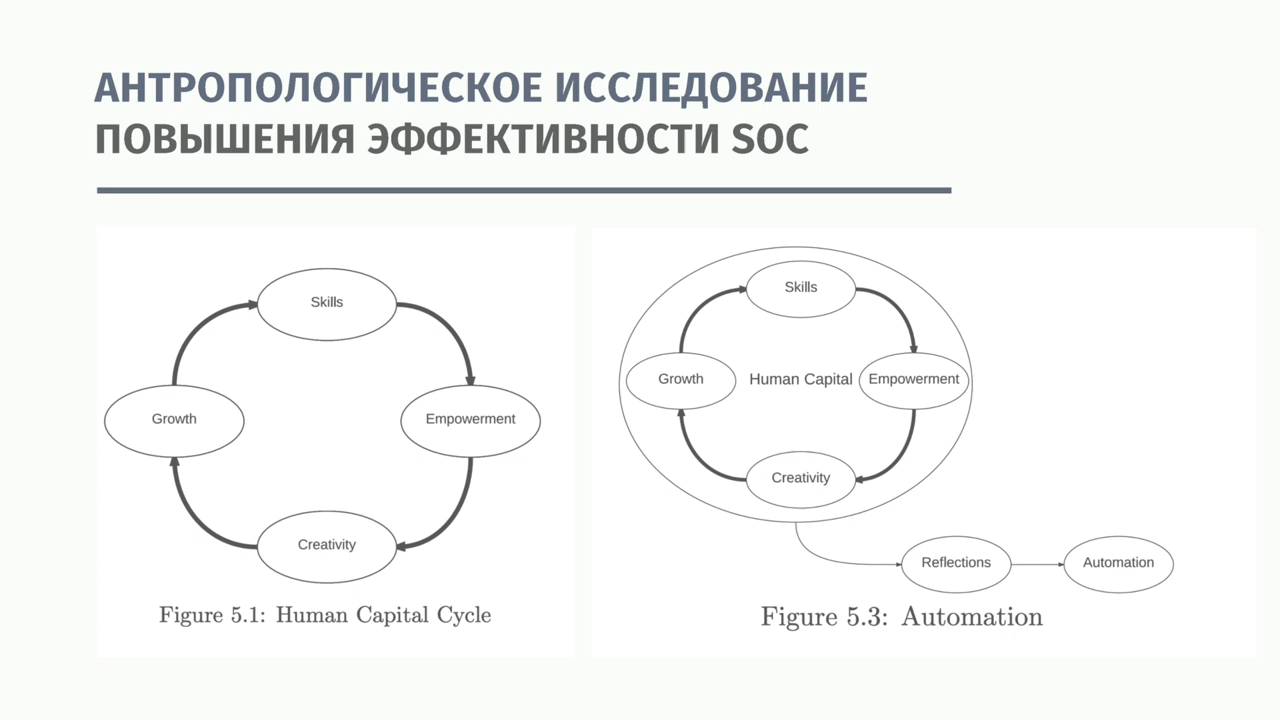 АНТРОПОЛОГИЧЕСКОЕ ИССЛЕДОВАНИЕ
ПОВЫШЕНИЯ ЭФФЕКТИВНОСТИ SOC
Skills
Growth
Empowerment
Creativity
Figure 5.1: Human Capital Cycle
Skills
Growth
Human Capital
Empowerment
Creativity
Reflections
Automation
Figure 5.3: Automation